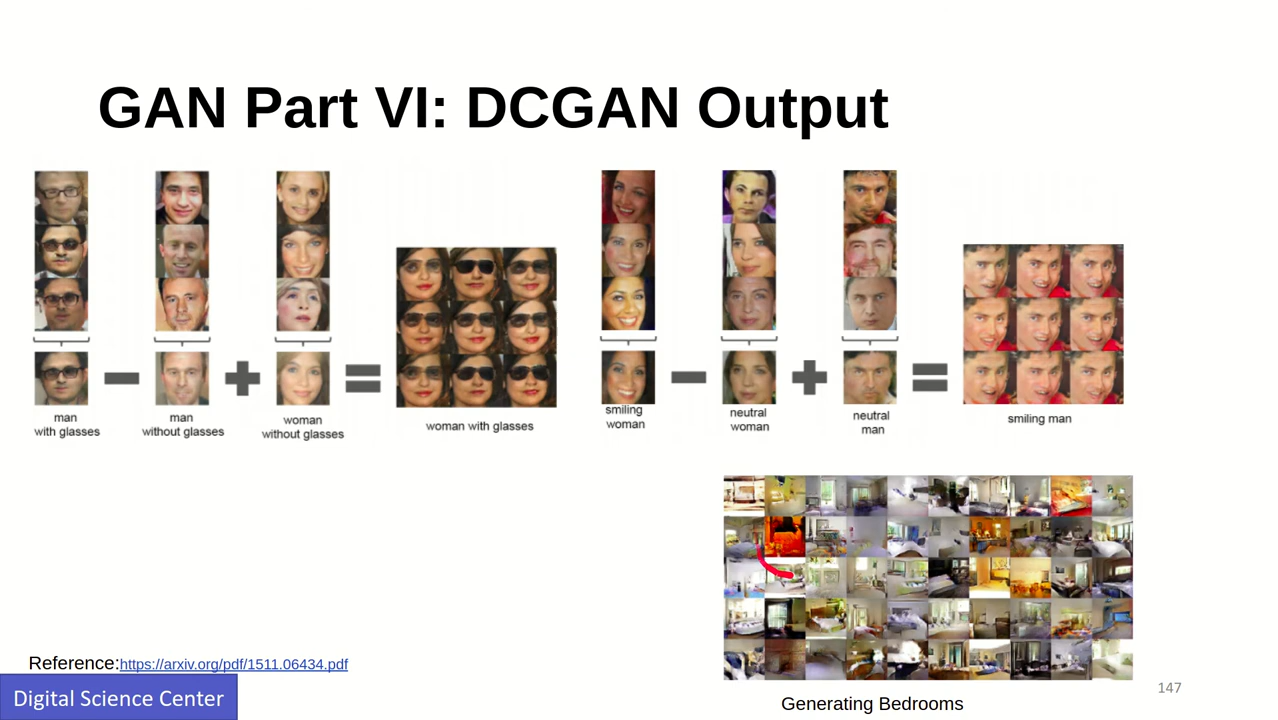 GAN Part VI: DCGAN Output
man
with glasses
man
without glasses
woman
without glasses
woman with glasses
smiling
woman
neutral
woman
neutral
man
smiling man
Generating Bedrooms
Reference:https://arxiv.org/pdf/1511.06434.pdf
Digital Science Center
147